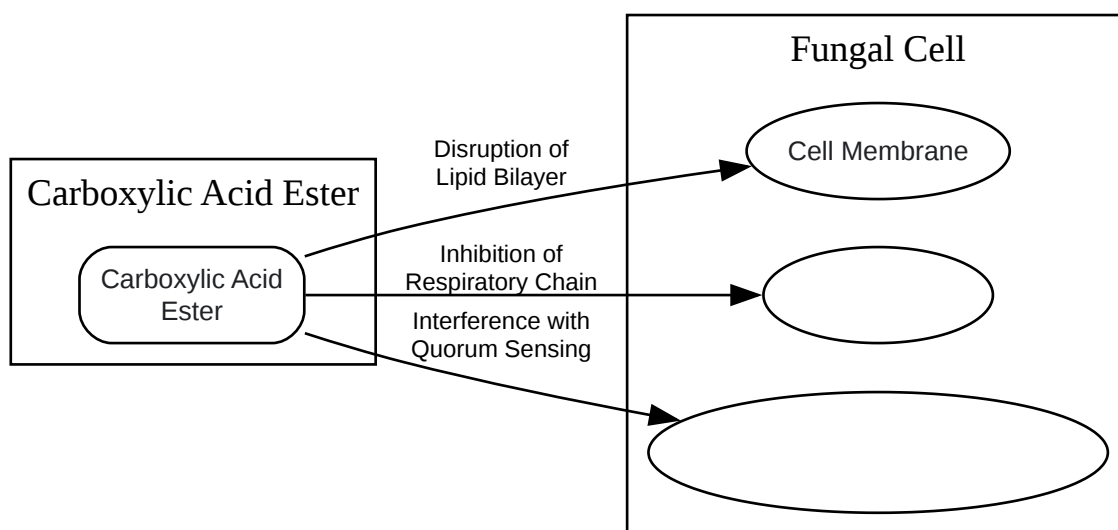 Fungal Cell
Cell Membrane
Disruption of
Lipid Bilayer
Carboxylic Acid Ester
Carboxylic Acid
Ester
Inhibition of
Respiratory Chain
Interference with
Quorum Sensing